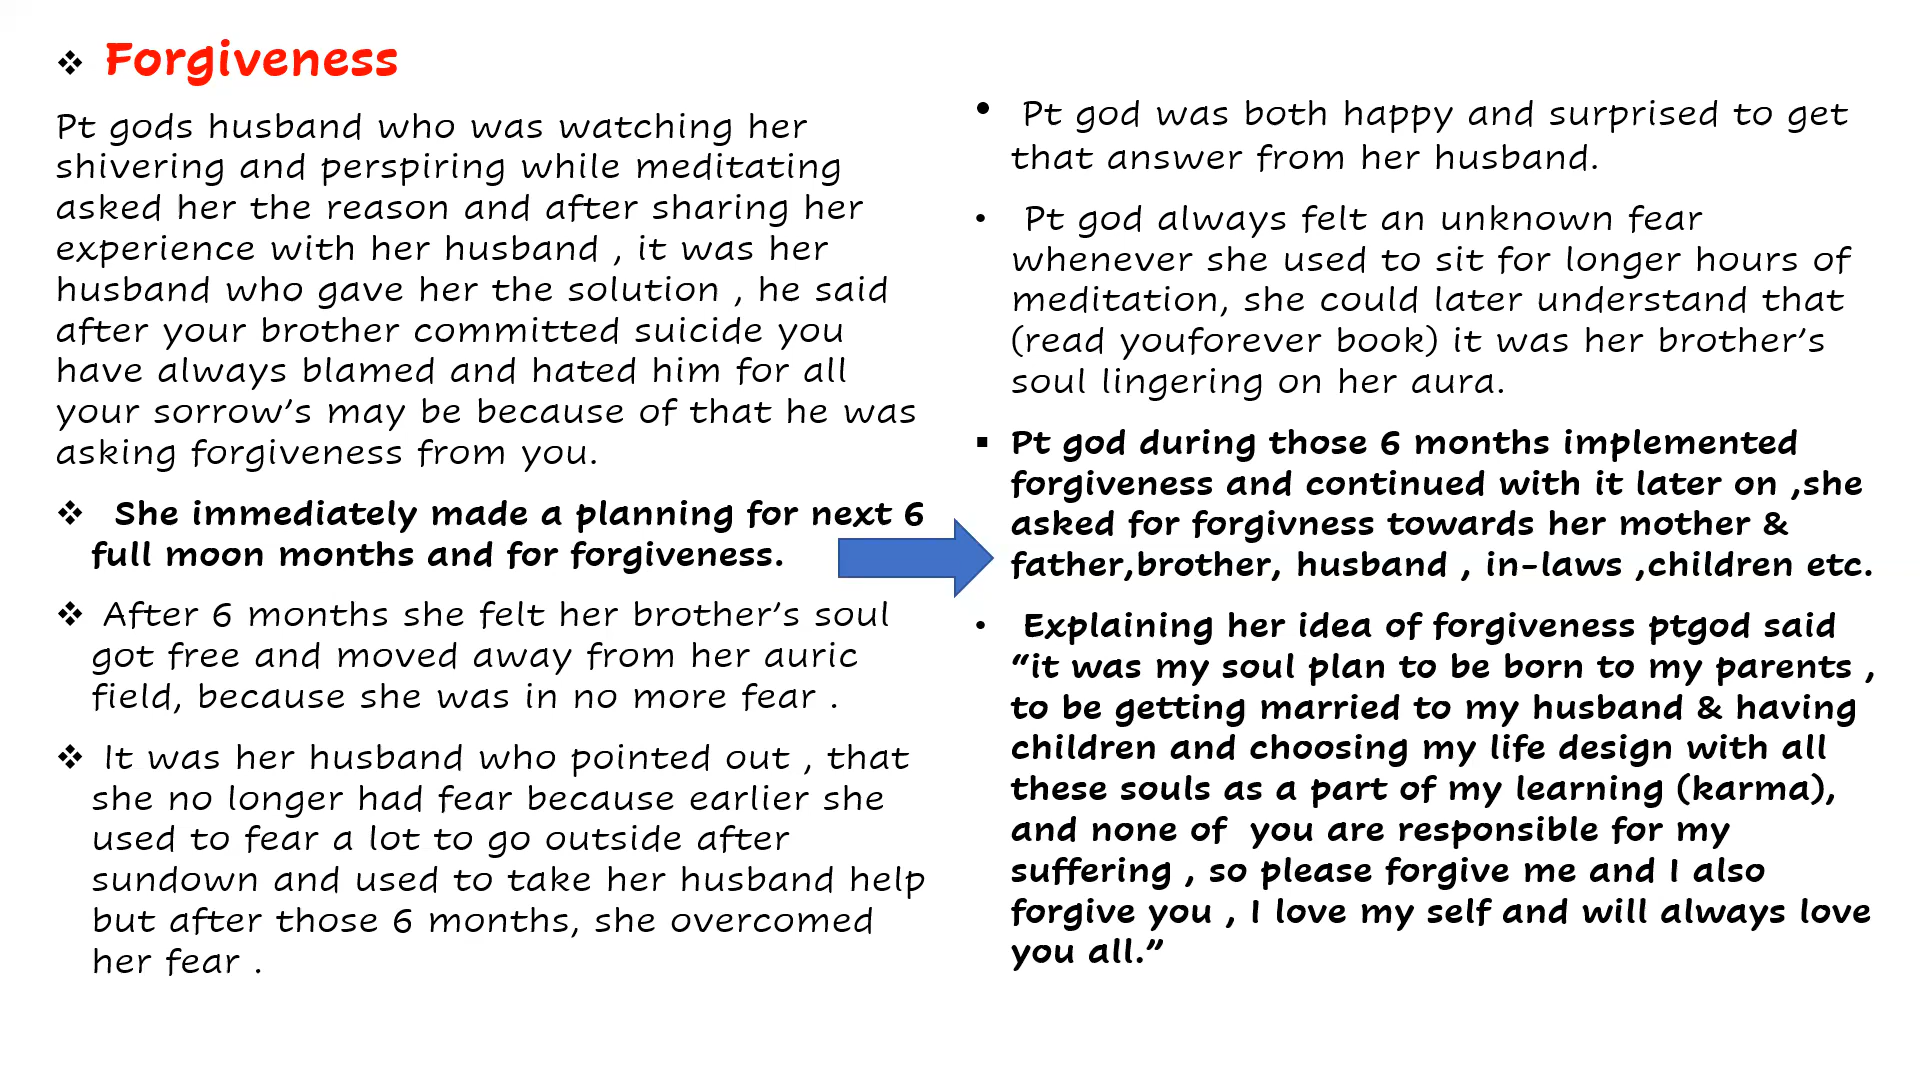 Forgiveness
Pt gods husband who was watching her
shivering and perspiring while meditating
asked her the reason and after sharing her
experience with her husband , it was her
husband who gave her the solution , he said
after your brother committed suicide you
have always blamed and hated him for all
your sorrow’s may be because of that he was
asking forgiveness from you.
She immediately made a planning for next 6
full moon months and for forgiveness.
After 6 months she felt her brother’s soul
got free and moved away from her auric
field, because she was in no more fear .
It was her husband who pointed out , that
she no longer had fear because earlier she
used to fear a lot to go outside after
sundown and used to take her husband help
but after those 6 months, she overcomed
her fear .
Pt god was both happy and surprised to get
that answer from her husband.
Pt god always felt an unknown fear
whenever she used to sit for longer hours of
meditation, she could later understand that
(read youforever book) it was her brother’s
soul lingering on her aura.
Pt god during those 6 months implemented
forgiveness and continued with it later on ,she
asked for forgivness towards her mother &
father,brother, husband , in-laws ,children etc.
Explaining her idea of forgiveness ptgod said
“it was my soul plan to be born to my parents ,
to be getting married to my husband & having
children and choosing my life design with all
these souls as a part of my learning (karma),
and none of  you are responsible for my
suffering , so please forgive me and I also
forgive you , I love my self and will always love
you all.”